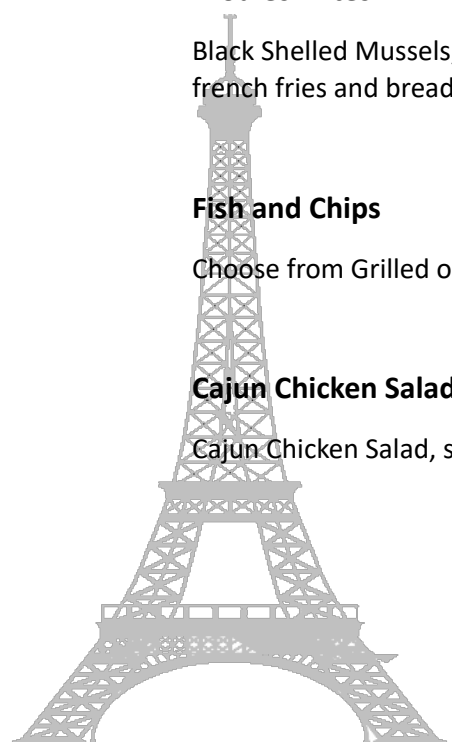 Black Shelled Mussels,
french fries and bread
Fish and Chips
Choose from Grilled o
Cajun Chicken Salad
Cajun Chicken Salad, s